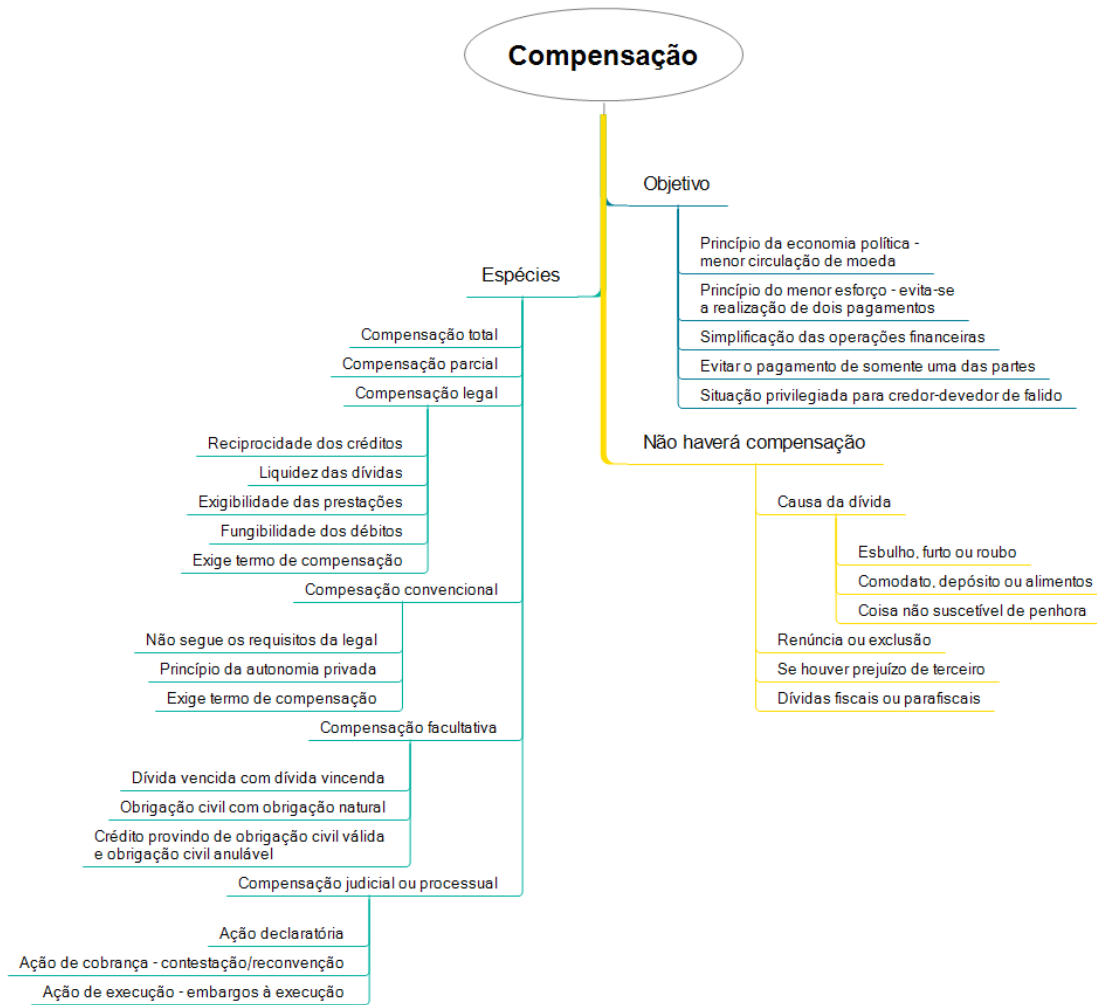 Compensação
Objetivo
Princípio da economia política -
menor circulação de moeda
Princípio do menor esforço - evita-se
a realização de dois pagamentos
Simplificação das operações financeiras
Evitar o pagamento de somente uma das partes
Situação privilegiada para credor-devedor de falido
Não haverá compensação
Causa da dívida
Esbulho, furto ou roubo
Comodato, depósito ou alimentos
Coisa não suscetível de penhora
Renúncia ou exclusão
Se houver prejuízo de terceiro
Dívidas fiscais ou parafiscais
Espécies
Compensação total
Compensação parcial
Compensação legal
Reciprocidade dos créditos
Liquidez das dívidas
Exigibilidade das prestações
Fungibilidade dos débitos
Exige termo de compensação
Compesação convencional
Não segue os requisitos da legal
Princípio da autonomia privada
Exige termo de compensação
Compensação facultativa
Dívida vencida com dívida vincenda
Obrigação civil com obrigação natural
Crédito provindo de obrigação civil válida
e obrigação civil anulável
Compensação judicial ou processual
Ação declaratória
Ação de cobrança - contestação/reconvenção
Ação de execução - embargos à execução